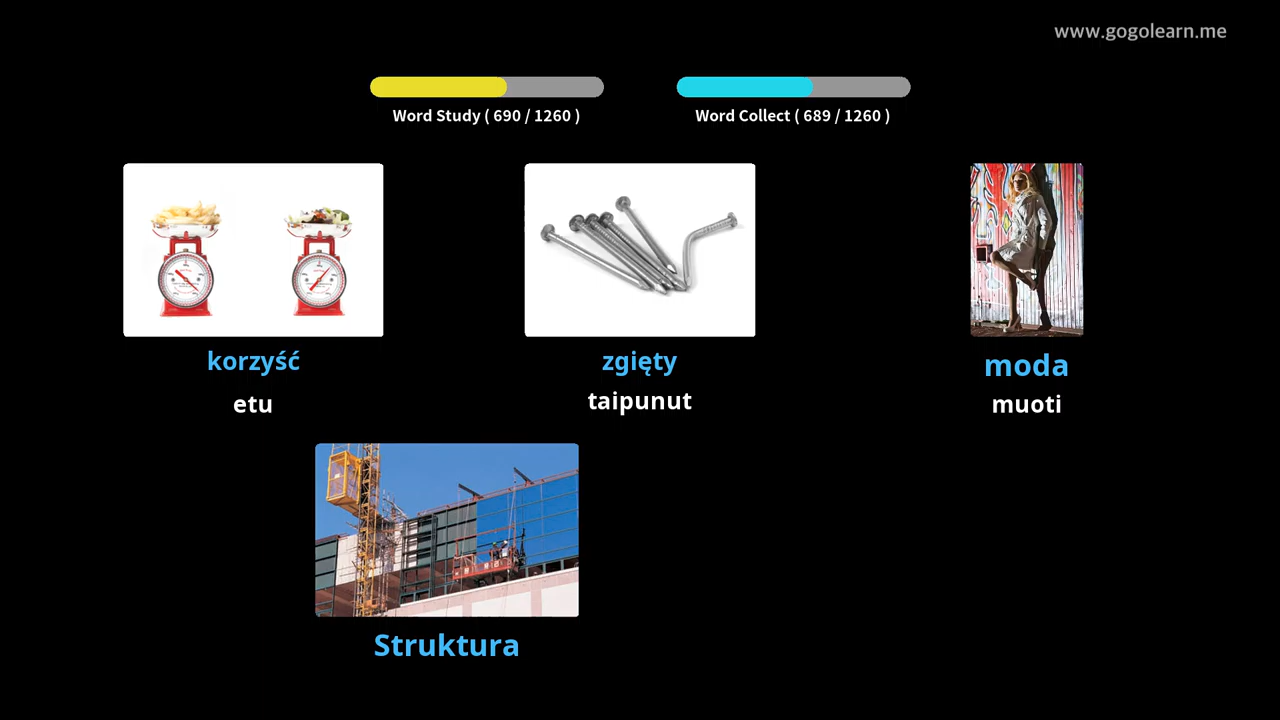 www.gogolearn.me
Word Study ( 690 / 1260 )
Word Collect ( 689 / 1260 )
korzyść
etu
zgięty
taipunut
moda
muoti
Struktura